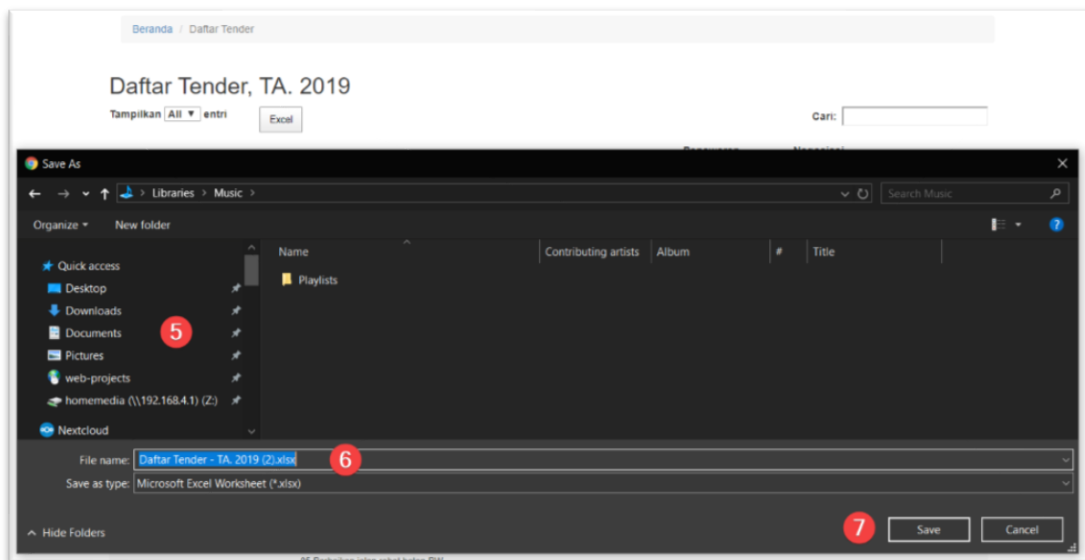 Beranda / Daftar Tender
Daftar Tender, TA. 2019
Tampilkan All entri Excel Cari:
Save As
Libraries > Music > Search Music
Organize New folder
Name Contributing artists Album # Title
Quick access
Playlists
Desktop
Downloads
Documents 5
Pictures
web-projects
homemedia (\\192.168.4.1) (Z:)
Nextcloud
File name: Daftar Tender - TA. 2019 (2).xlsx 6
Save as type: Microsoft Excel Worksheet (*.xlsx)
Hide Folders 7 Save Cancel